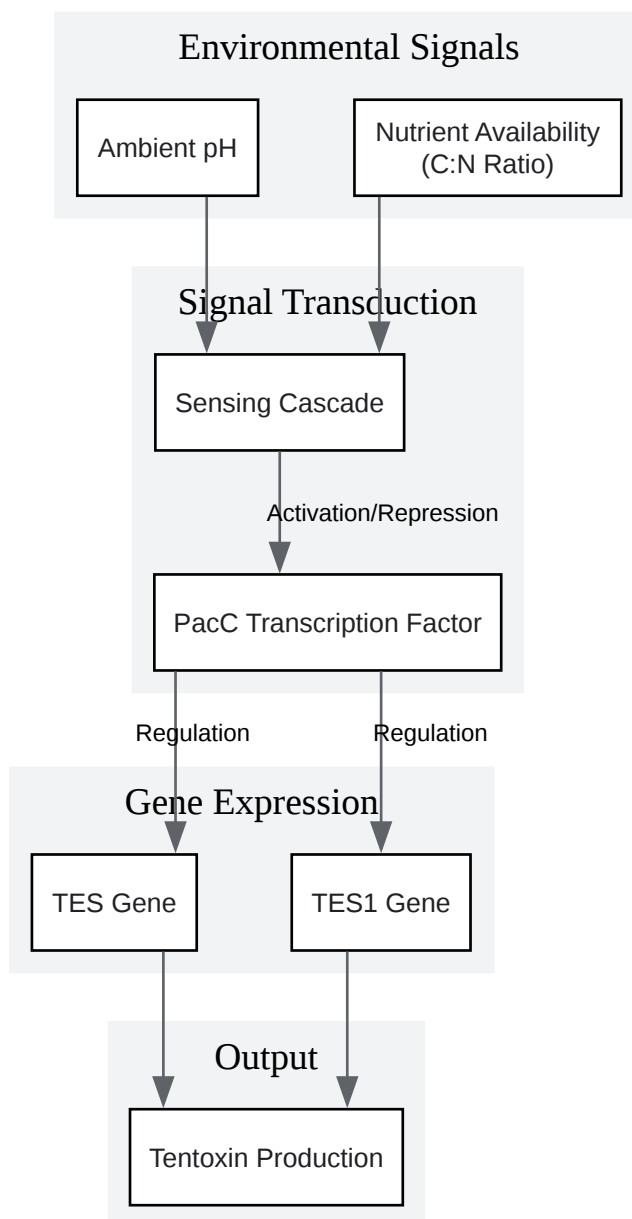 Environmental Signals
Ambient pH
Nutrient Availability
(C:N Ratio)
Signal Transduction
Sensing Cascade
Activation/Repression
PacC Transcription Factor
Regulation
Regulation
Gene Expression
TES Gene
TES1 Gene
Output
Tentoxin Production